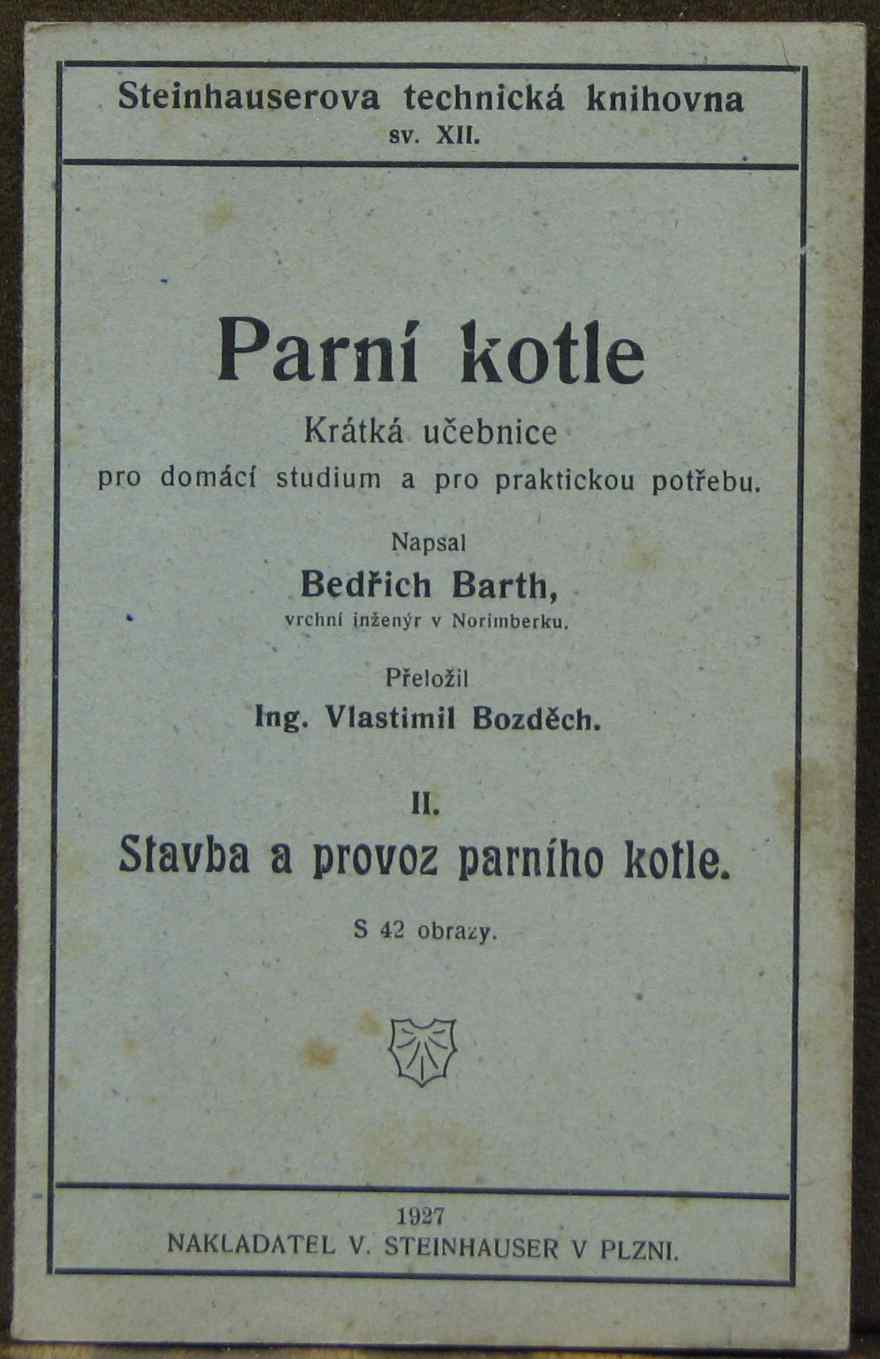 Steinhauserova technická knihovna
sv. XII.
Parní kotle
Krátká učebnice
pro domácí studium a pro praktickou potřebu.
Napsal
Bedřich Barth,
vrchní inženýr v Norimberku.
Přeložil
Ing. Vlastimil Bozděch.
II.
Stavba a provoz parního kotle.
S 42 obrazy.
1927
NAKLADATEL V. STEINHAUSER V PLZNI.